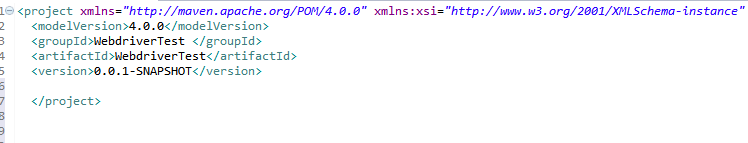 1 <project xmlns="http://maven.apache.org/POM/4.0.0" xmlns:xsi="http://www.w3.org/2001/XMLSchema-instance"
2 <modelVersion>4.0.0</modelVersion>
3 <groupId>WebdriverTest </groupId>
4 <artifactId>WebdriverTest</artifactId>
5 <version>0.0.1-SNAPSHOT</version>
6
7 </project>
8
9